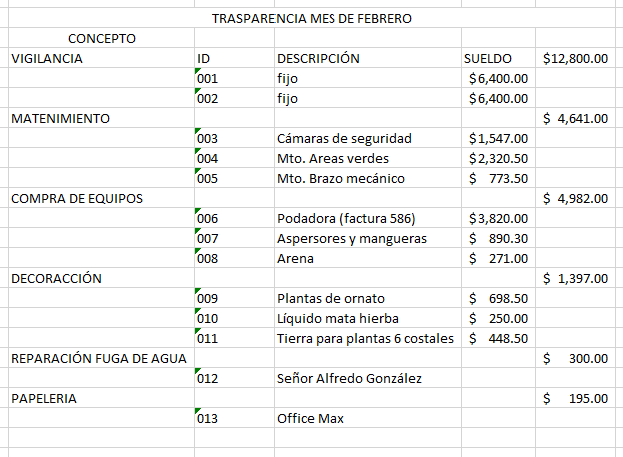 TRASPARENCIA MES DE FEBRERO
CONCEPTO
VIGILANCIA ID DESCRIPCIÓN SUELDO $12,800.00
001 fijo $6,400.00
002 fijo $6,400.00
MATENIMIENTO $ 4,641.00
003 Cámaras de seguridad $1,547.00
004 Mto. Areas verdes $2,320.50
005 Mto. Brazo mecánico $ 773.50
COMPRA DE EQUIPOS $ 4,982.00
006 Podadora (factura 586) $3,820.00
007 Aspersores y mangueras $ 890.30
008 Arena $ 271.00
DECORACCIÓN $ 1,397.00
009 Plantas de ornato $ 698.50
010 Líquido mata hierba $ 250.00
011 Tierra para plantas 6 costales $ 448.50
REPARACIÓN FUGA DE AGUA $ 300.00
012 Señor Alfredo González
PAPELERIA $ 195.00
013 Office Max